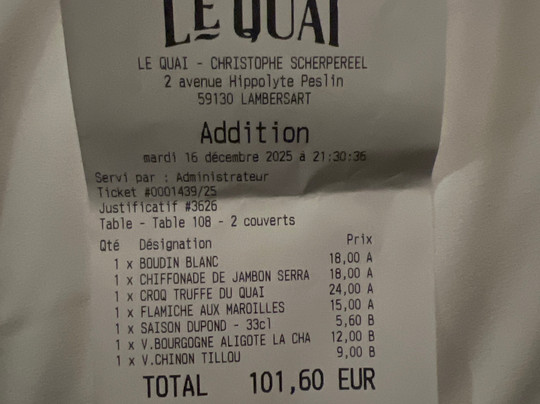 LE QUAI
LE QUAI - CHRISTOPHE SCHERPEREEL
2 avenue Hippolyte Peslin
59130 LAMBERSART
Addition
mardi 16 décembre 2025 à 21:30:36
Servi par : Administrateur
Ticket #0001439/25
Justificatif #3626
Table - Table 108 - 2 couverts
Qté Désignation Prix
1 x BOUDIN BLANC 18,00 A
1 x CHIFFONADE DE JAMBON SERRA 18,00 A
1 x CROQ TRUFFE DU QUAI 24,00 A
1 x FLAMICHE AUX MAROILLES 15,00 A
1 x SAISON DUPOND - 33cl 5,60 B
1 x V.BOURGOGNE ALIGOTE LA CHA 12,00 B
1 x V.CHINON TILLOU 9,00 B
TOTAL 101,60 EUR